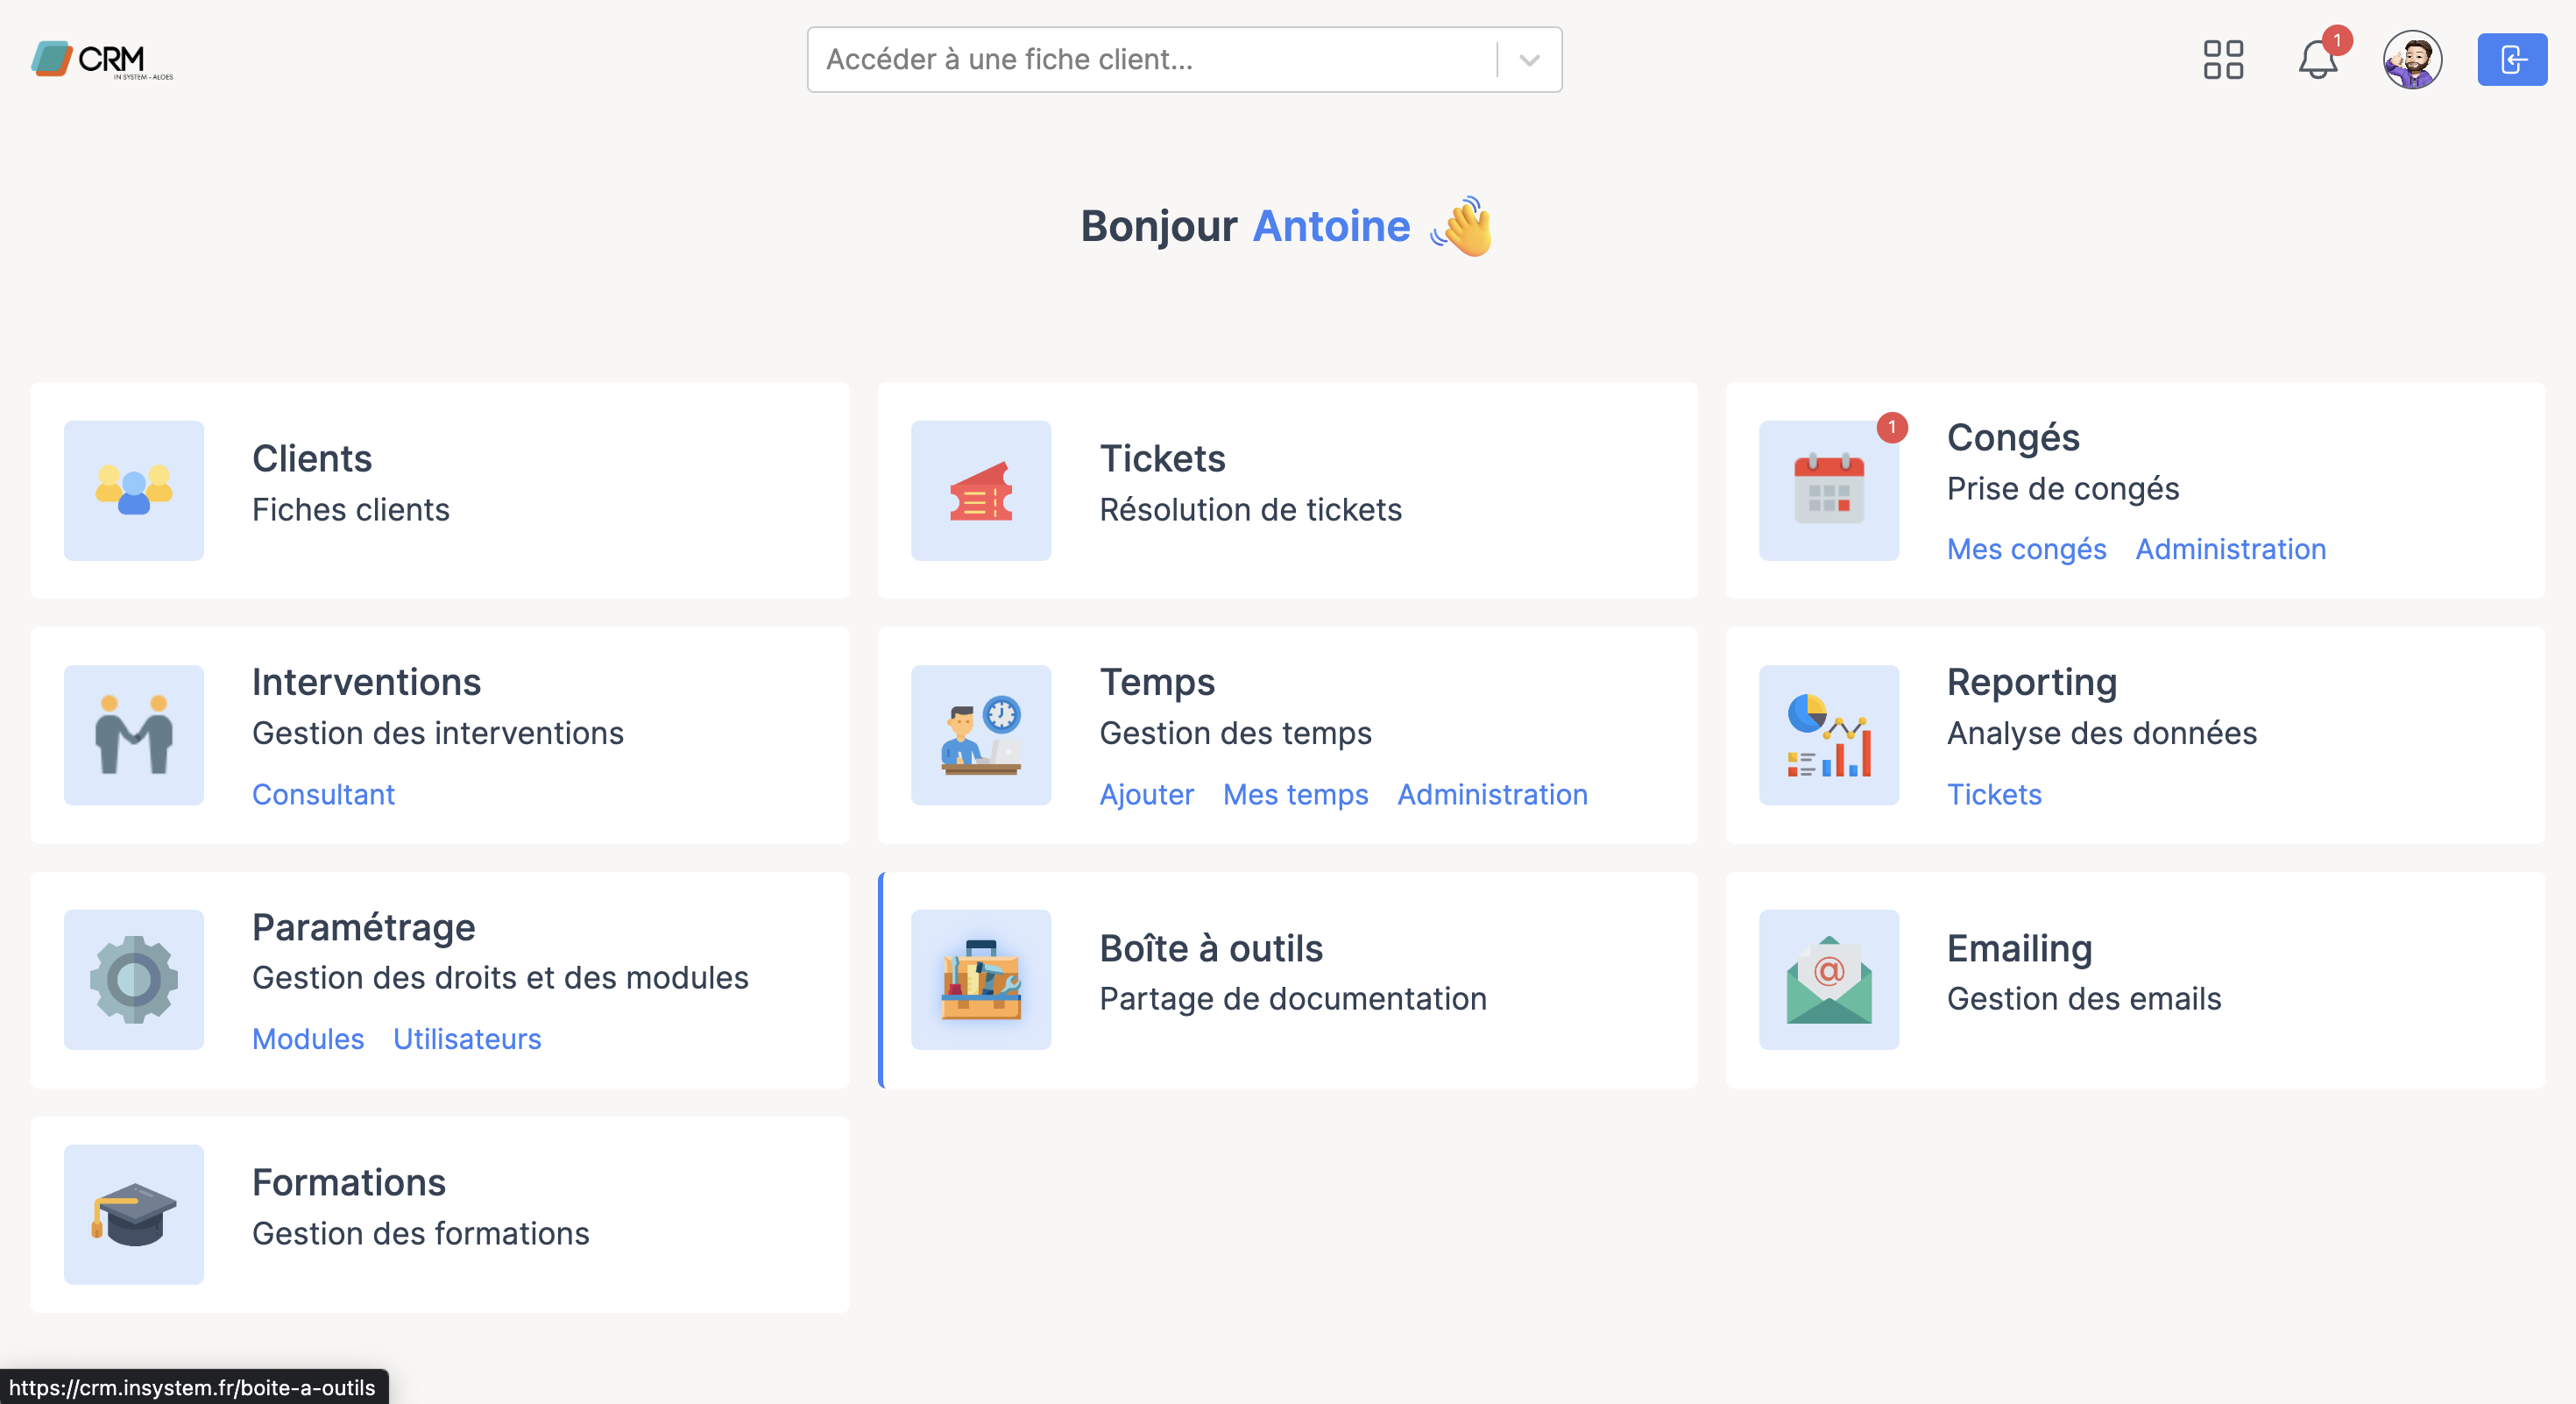 CRM
IN SYSTEM - ALOES
Accéder à une fiche client...
1
Bonjour Antoine
Clients
Fiches clients
Tickets
Résolution de tickets
1
Congés
Prise de congés
Mes congés Administration
Interventions
Gestion des interventions
Consultant
Temps
Gestion des temps
Ajouter Mes temps Administration
Reporting
Analyse des données
Tickets
Paramétrage
Gestion des droits et des modules
Modules Utilisateurs
Boîte à outils
Partage de documentation
@
Emailing
Gestion des emails
Formations
Gestion des formations
https://crm.insystem.fr/boite-a-outils